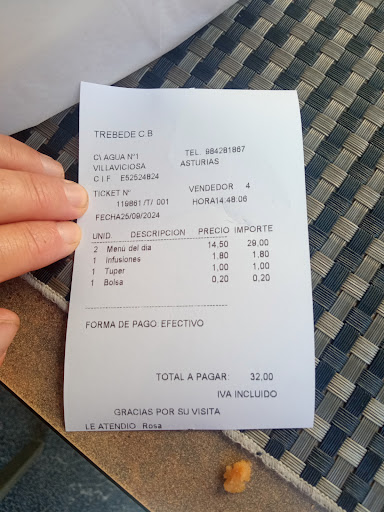 TREBEDE C B
C\ AGUA Nº1 TEL. 984281867
VILLAVICIOSA ASTURIAS
C I F E52524824
TICKET Nº VENDEDOR 4
119861 /T/ 001 HORA14.48.06
FECHA25/09/2024
UNID. DESCRIPCION PRECIO IMPORTE
2 Menú del dia 14,50 29,00
1 Infusiones 1,80 1,80
1 Tuper 1,00 1,00
1 Bolsa 0,20 0,20
FORMA DE PAGO EFECTIVO
TOTAL A PAGAR: 32,00
IVA INCLUIDO
GRACIAS POR SU VISITA
LE ATENDIO Rosa